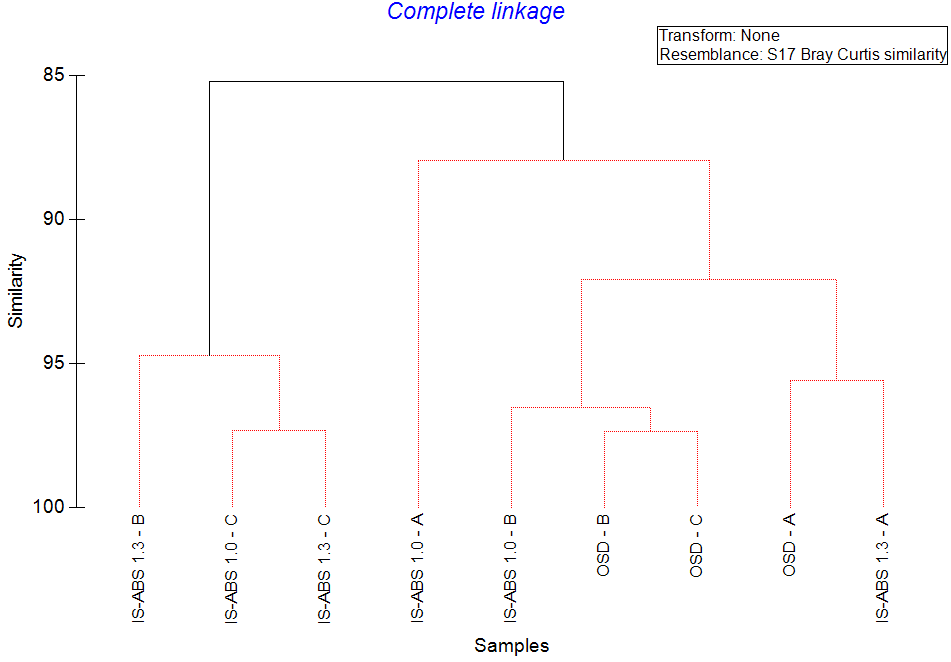 Complete linkage
Transform: None
Resemblance: S17 Bray Curtis similarity
85
90
95
100
Similarity
IS-ABS 1.3 - B
IS-ABS 1.0 - C
IS-ABS 1.3 - C
IS-ABS 1.0 - A
IS-ABS 1.0 - B
OSD - B
OSD - C
OSD - A
IS-ABS 1.3 - A
Samples